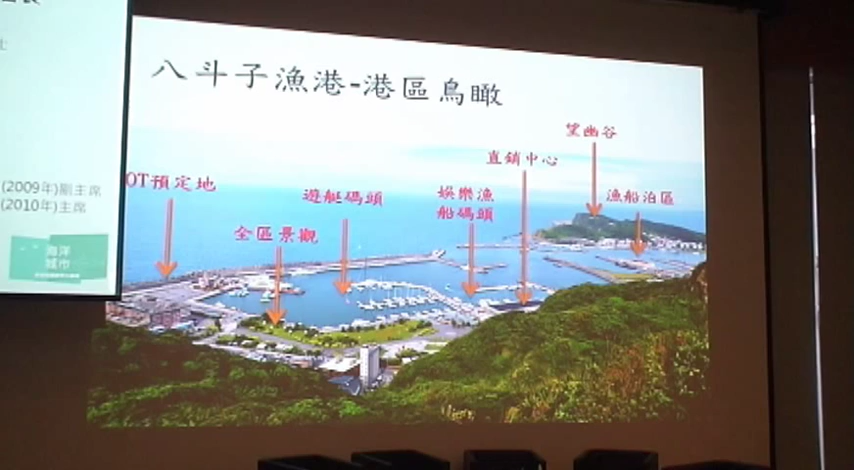 八斗子漁港-港區鳥瞰
望幽谷
直銷中心
OT預定地
遊艇碼頭
娛樂漁
船碼頭
漁船泊區
全區景觀
(2009年)副主席
(2010年)主席
海洋
城市